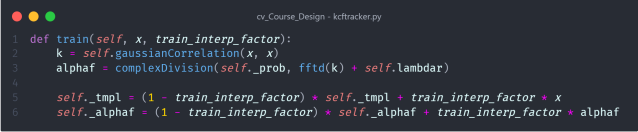 cv_Course_Design - kcftracker.py
1 def train(self, x, train_interp_factor):
2     k = self.gaussianCorrelation(x, x)
3     alphaf = complexDivision(self._prob, fftd(k) + self.lambdar)
4
5     self._tmpl = (1 - train_interp_factor) * self._tmpl + train_interp_factor * x
6     self._alphaf = (1 - train_interp_factor) * self._alphaf + train_interp_factor * alphaf